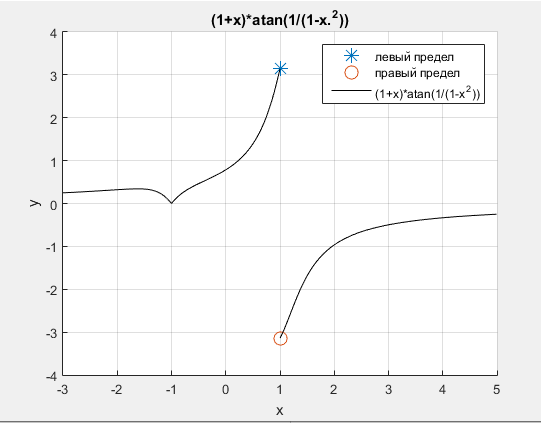 (1+x)*atan(1/(1-x.²))
4
левый предел
правый предел
(1+x)*atan(1/(1-x²))
3
2
1
0
-1
-2
-3
-4
y
-3 -2 -1 0 1 2 3 4 5
x